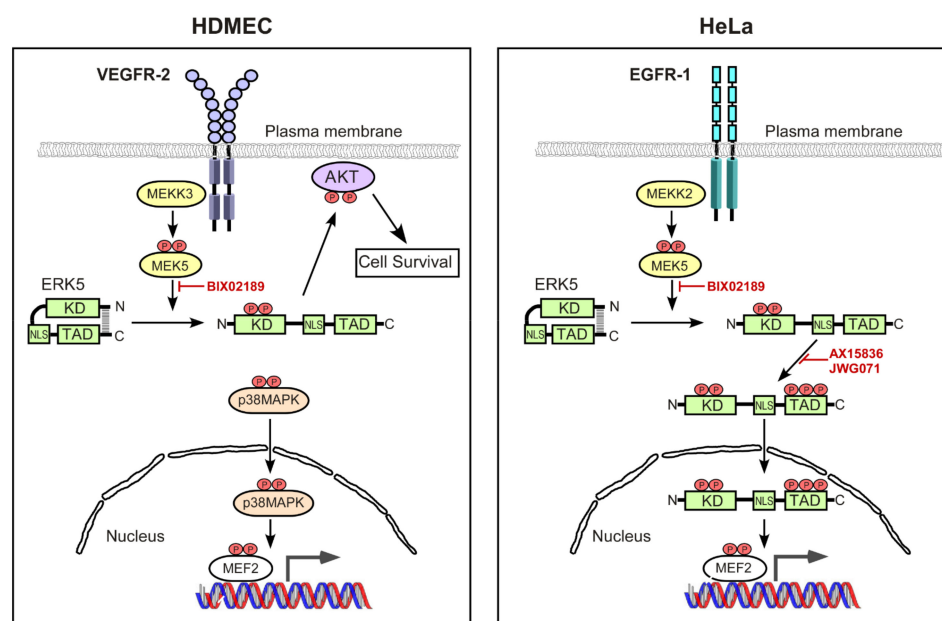 HDMEC
VEGFR-2
Plasma membrane
MEKK3
AKT
P P
P P
MEK5
Cell Survival
BIX02189
ERK5
KD N
NLS TAD C
P P
N KD NLS TAD C
P P
p38MAPK
P P
p38MAPK
Nucleus
P P
MEF2
HeLa
EGFR-1
Plasma membrane
MEKK2
P P
MEK5
BIX02189
ERK5
KD N
NLS TAD C
P P
N KD NLS TAD C
AX15836
JWG071
P P P P P
N KD NLS TAD C
P P P P P
N KD NLS TAD C
Nucleus
P P
MEF2